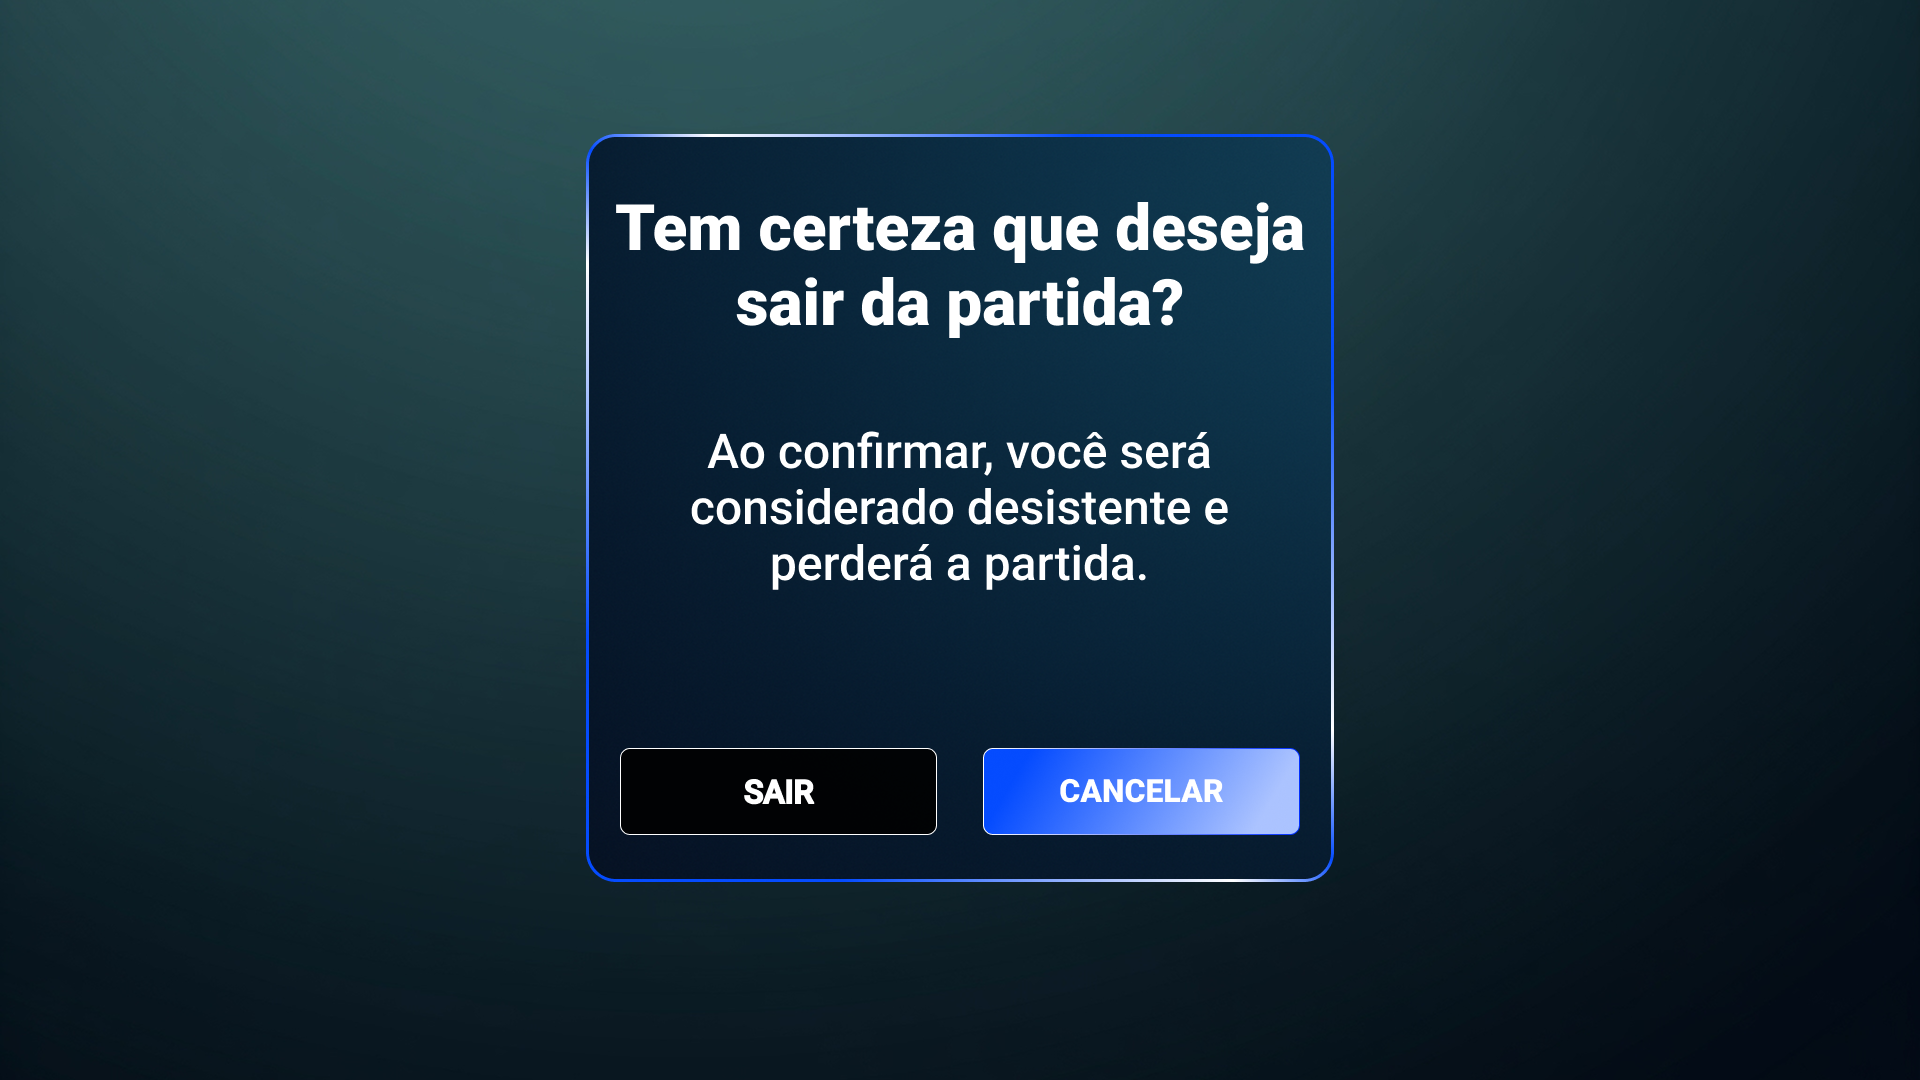 Tem certeza que deseja
sair da partida?
Ao confirmar, você será
considerado desistente e
perderá a partida.
SAIR
CANCELAR